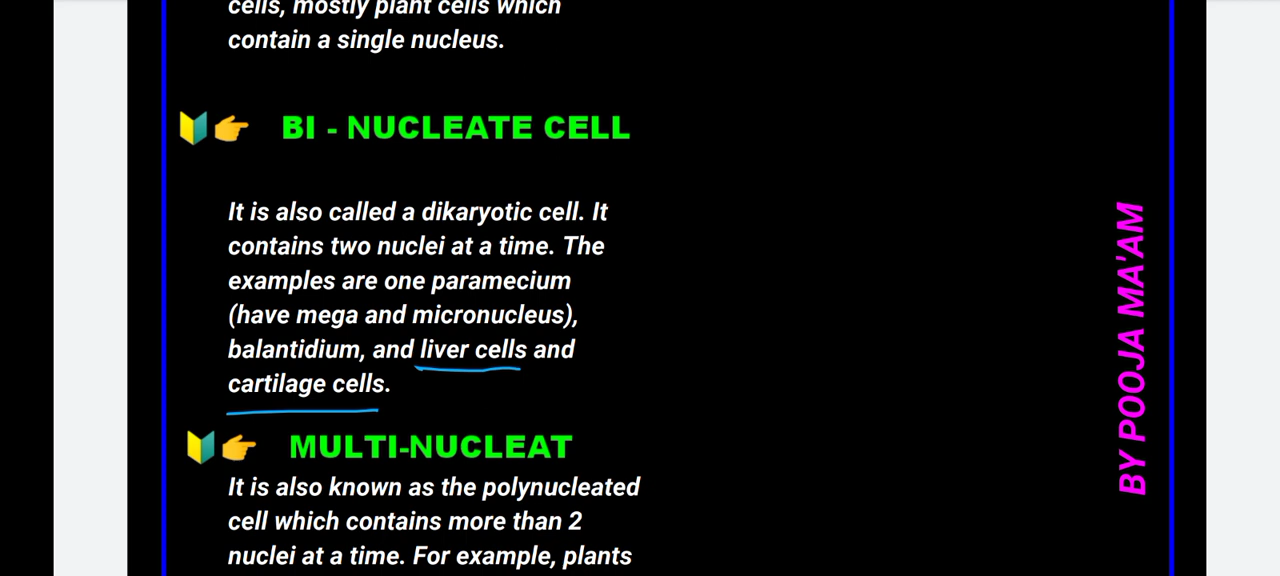 cells, mostly plant cells which
contain a single nucleus.
BI - NUCLEATE CELL
It is also called a dikaryotic cell. It
contains two nuclei at a time. The
examples are one paramecium
(have mega and micronucleus),
balantidium, and liver cells and
cartilage cells.
MULTI-NUCLEAT
It is also known as the polynucleated
cell which contains more than 2
nuclei at a time. For example, plants
BY POOJA MA'AM